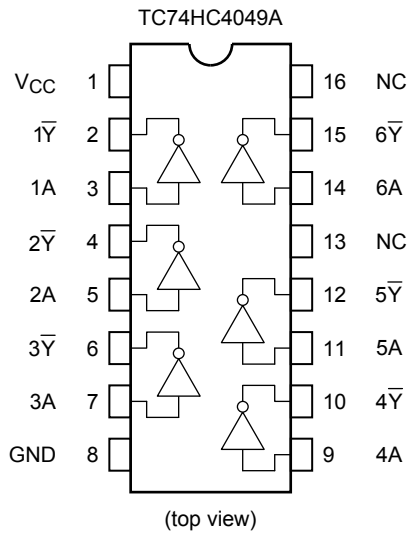 TC74HC4049A
VCC 1 16 NC
1Y̅ 2 15 6Y̅
1A 3 14 6A
2Y̅ 4 13 NC
2A 5 12 5Y̅
3Y̅ 6 11 5A
3A 7 10 4Y̅
GND 8 9 4A
(top view)